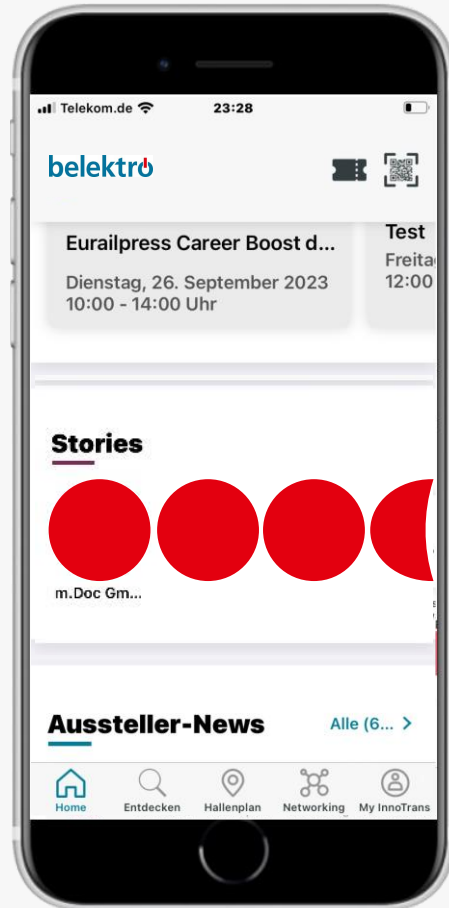 Telekom.de
23:28
belektro
Eurailpress Career Boost d...
Dienstag, 26. September 2023
10:00 - 14:00 Uhr
Test
Freita
12:00
Stories
m.Doc Gm...
Aussteller-News
Alle (6... >
Home
Entdecken
Hallenplan
Networking
My InnoTrans